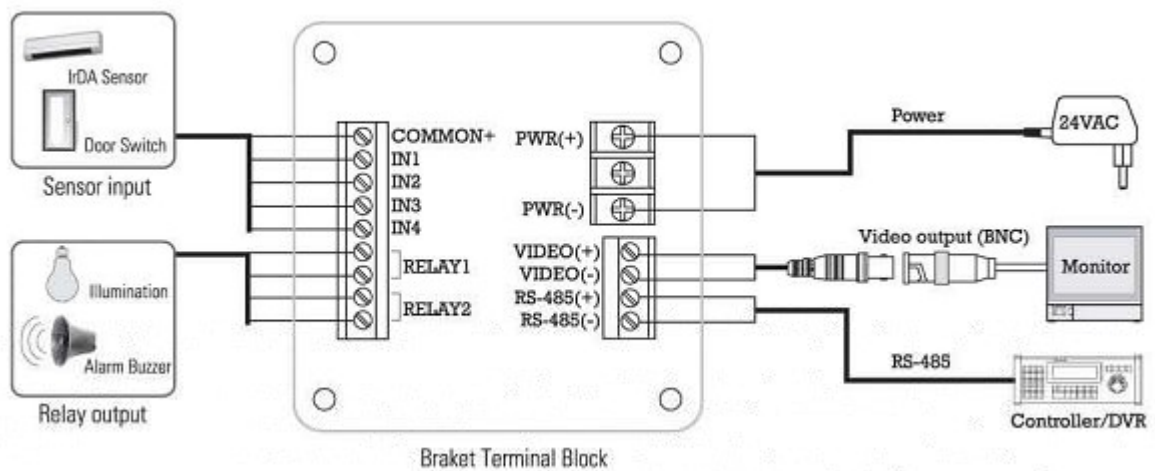 IrDA Sensor
Door Switch
Sensor input
Illumination
Alarm Buzzer
Relay output
COMMON+
IN1
IN2
IN3
IN4
RELAY1
RELAY2
PWR(+)
PWR(-)
VIDEO(+)
VIDEO(-)
RS-485(+)
RS-485(-)
Braket Terminal Block
Power
24VAC
Video output (BNC)
Monitor
RS-485
Controller/DVR